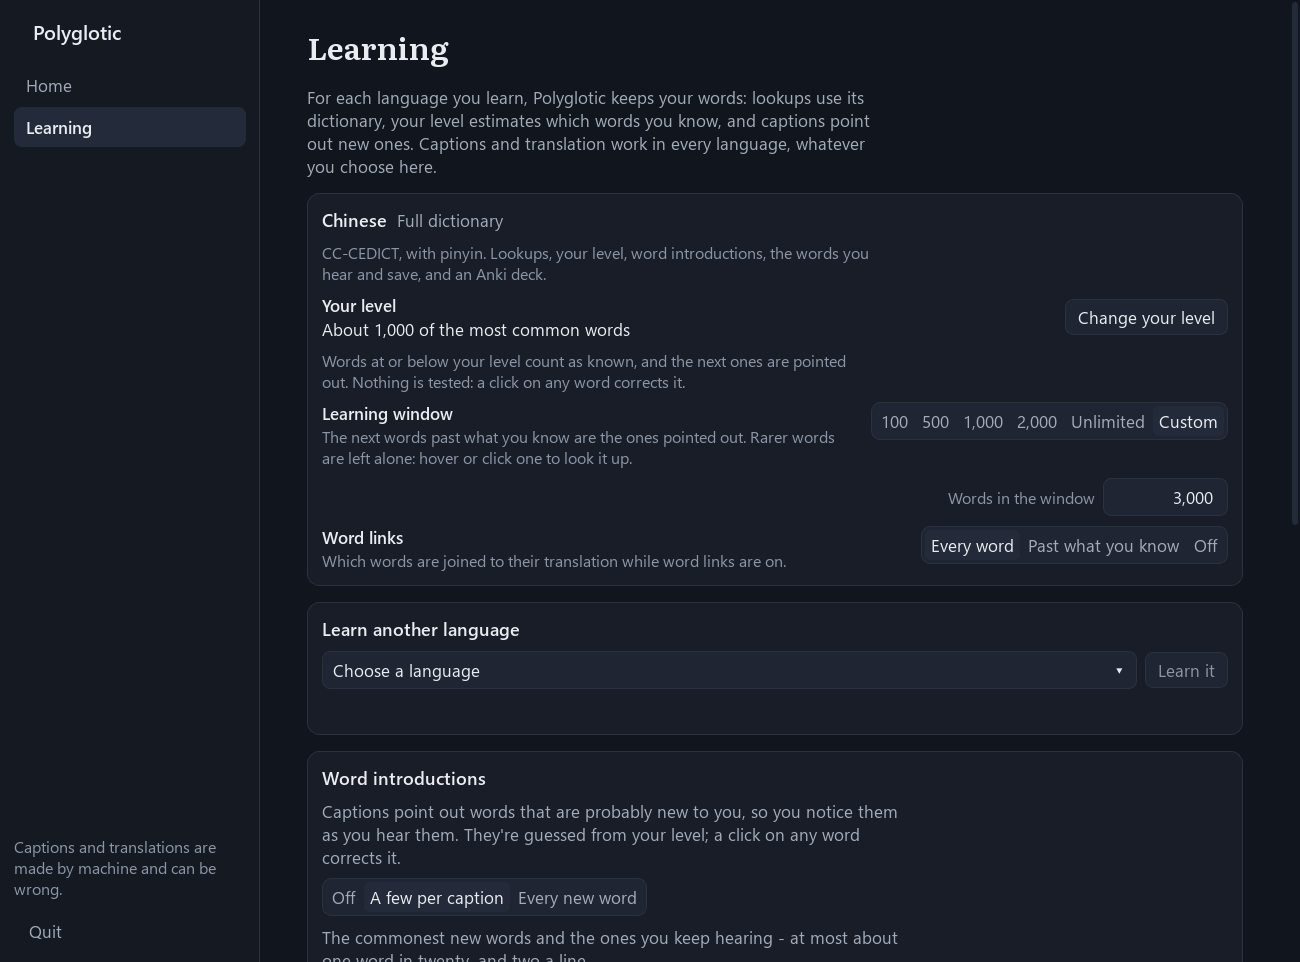 Polyglotic
Home
Learning
Captions and translations are
made by machine and can be
wrong.
Quit
Learning
For each language you learn, Polyglotic keeps your words: lookups use its
dictionary, your level estimates which words you know, and captions point
out new ones. Captions and translation work in every language, whatever
you choose here.
Chinese Full dictionary
CC-CEDICT, with pinyin. Lookups, your level, word introductions, the words you
hear and save, and an Anki deck.
Your level
About 1,000 of the most common words
Change your level
Words at or below your level count as known, and the next ones are pointed
out. Nothing is tested: a click on any word corrects it.
Learning window
The next words past what you know are the ones pointed out. Rarer words
are left alone: hover or click one to look it up.
100 500 1,000 2,000 Unlimited Custom
Words in the window 3,000
Word links
Which words are joined to their translation while word links are on.
Every word Past what you know Off
Learn another language
Choose a language
Learn it
Word introductions
Captions point out words that are probably new to you, so you notice them
as you hear them. They're guessed from your level; a click on any word
corrects it.
Off A few per caption Every new word
The commonest new words and the ones you keep hearing - at most about
one word in twenty, and two a line.